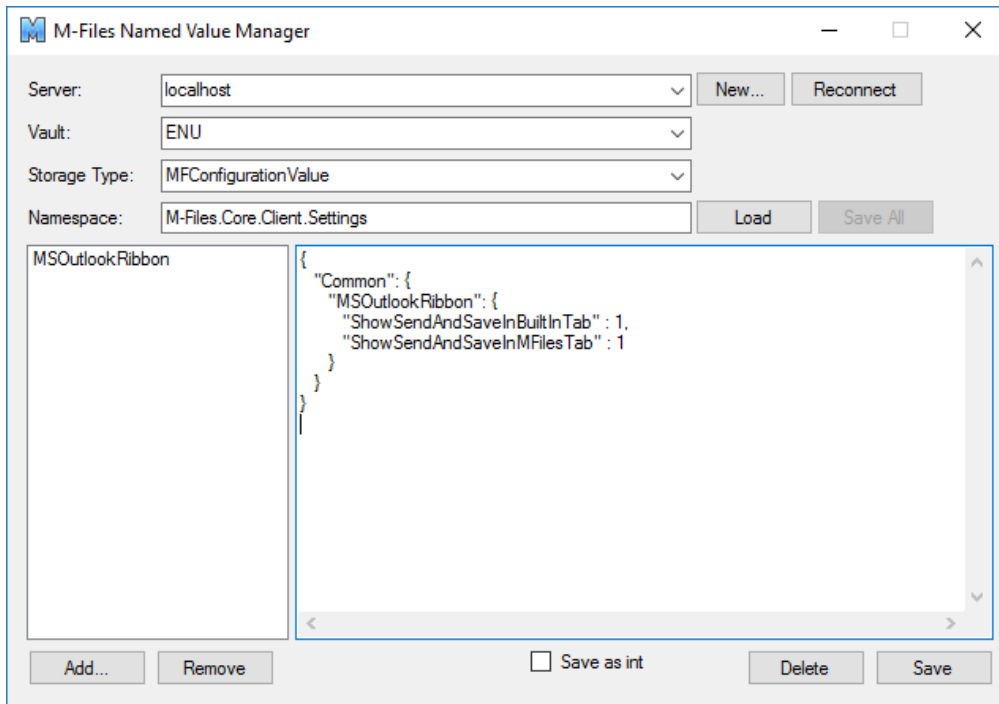 M-Files Named Value Manager
Server: localhost New... Reconnect
Vault: ENU
Storage Type: MFConfigurationValue
Namespace: M-Files.Core.Client.Settings Load Save All
MSOutlookRibbon
{
"Common": {
"MSOutlookRibbon": {
"ShowSendAndSaveInBuiltInTab" : 1,
"ShowSendAndSaveInMFilesTab" : 1
}
}
}
Add... Remove Save as int Delete Save